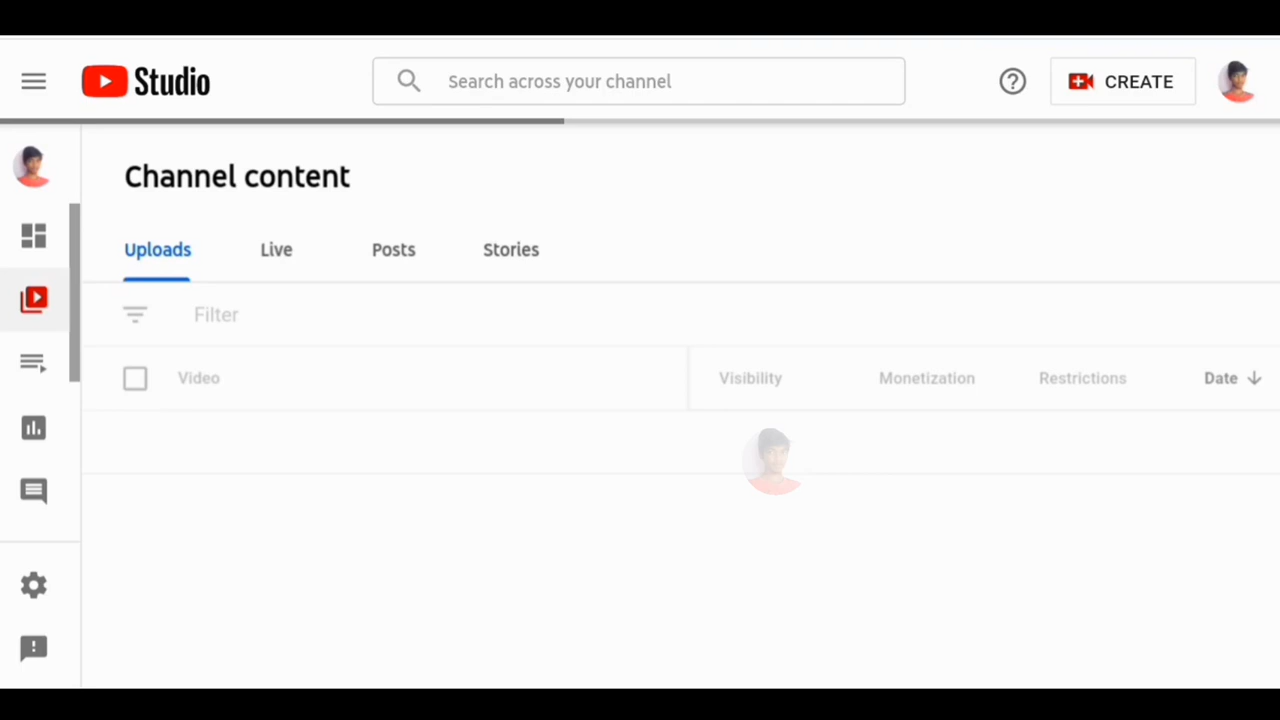 Studio
Search across your channel
CREATE
Channel content
Uploads Live Posts Stories
Filter
Video Visibility Monetization Restrictions Date